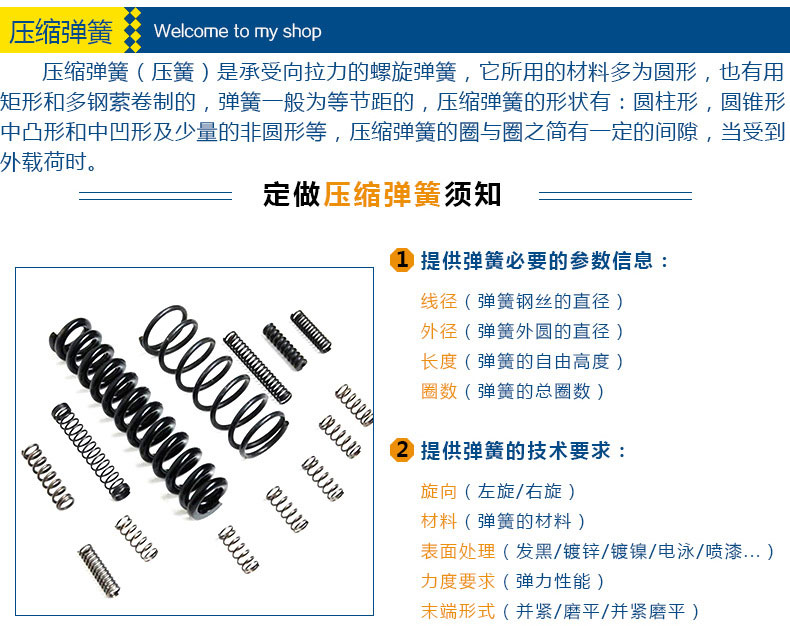 压缩弹簧 Welcome to my shop
压缩弹簧（压簧）是承受向拉力的螺旋弹簧，它所用的材料多为圆形，也有用
矩形和多钢萦卷制的，弹簧一般为等节距的，压缩弹簧的形状有：圆柱形，圆锥形
中凸形和中凹形及少量的非圆形等，压缩弹簧的圈与圈之简有一定的间隙，当受到
外载荷时。
定做压缩弹簧须知
1 提供弹簧必要的参数信息：
线径（弹簧钢丝的直径）
外径（弹簧外圆的直径）
长度（弹簧的自由高度）
圈数（弹簧的总圈数）
2 提供弹簧的技术要求：
旋向（左旋/右旋）
材料（弹簧的材料）
表面处理（发黑/镀锌/镀镍/电泳/喷漆...）
力度要求（弹力性能）
末端形式（并紧/磨平/并紧磨平）